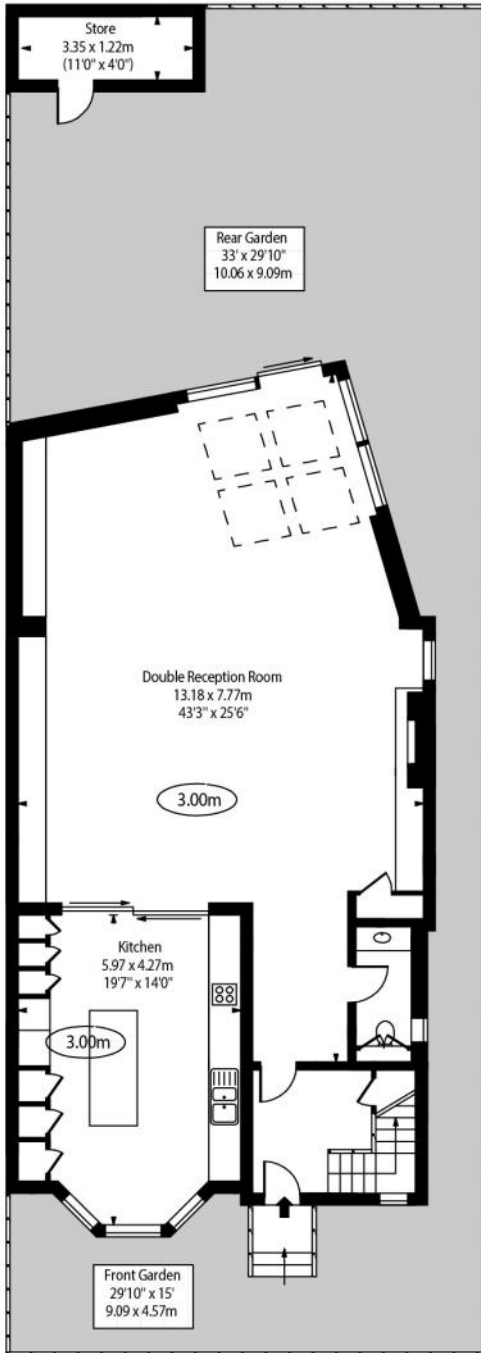 Store
3.35 x 1.22m
(11'0" x 4'0")
Rear Garden
33' x 29'10"
10.06 x 9.09m
Double Reception Room
13.18 x 7.77m
43'3" x 25'6"
3.00m
Kitchen
5.97 x 4.27m
19'7" x 14'0"
3.00m
Front Garden
29'10" x 15'
9.09 x 4.57m